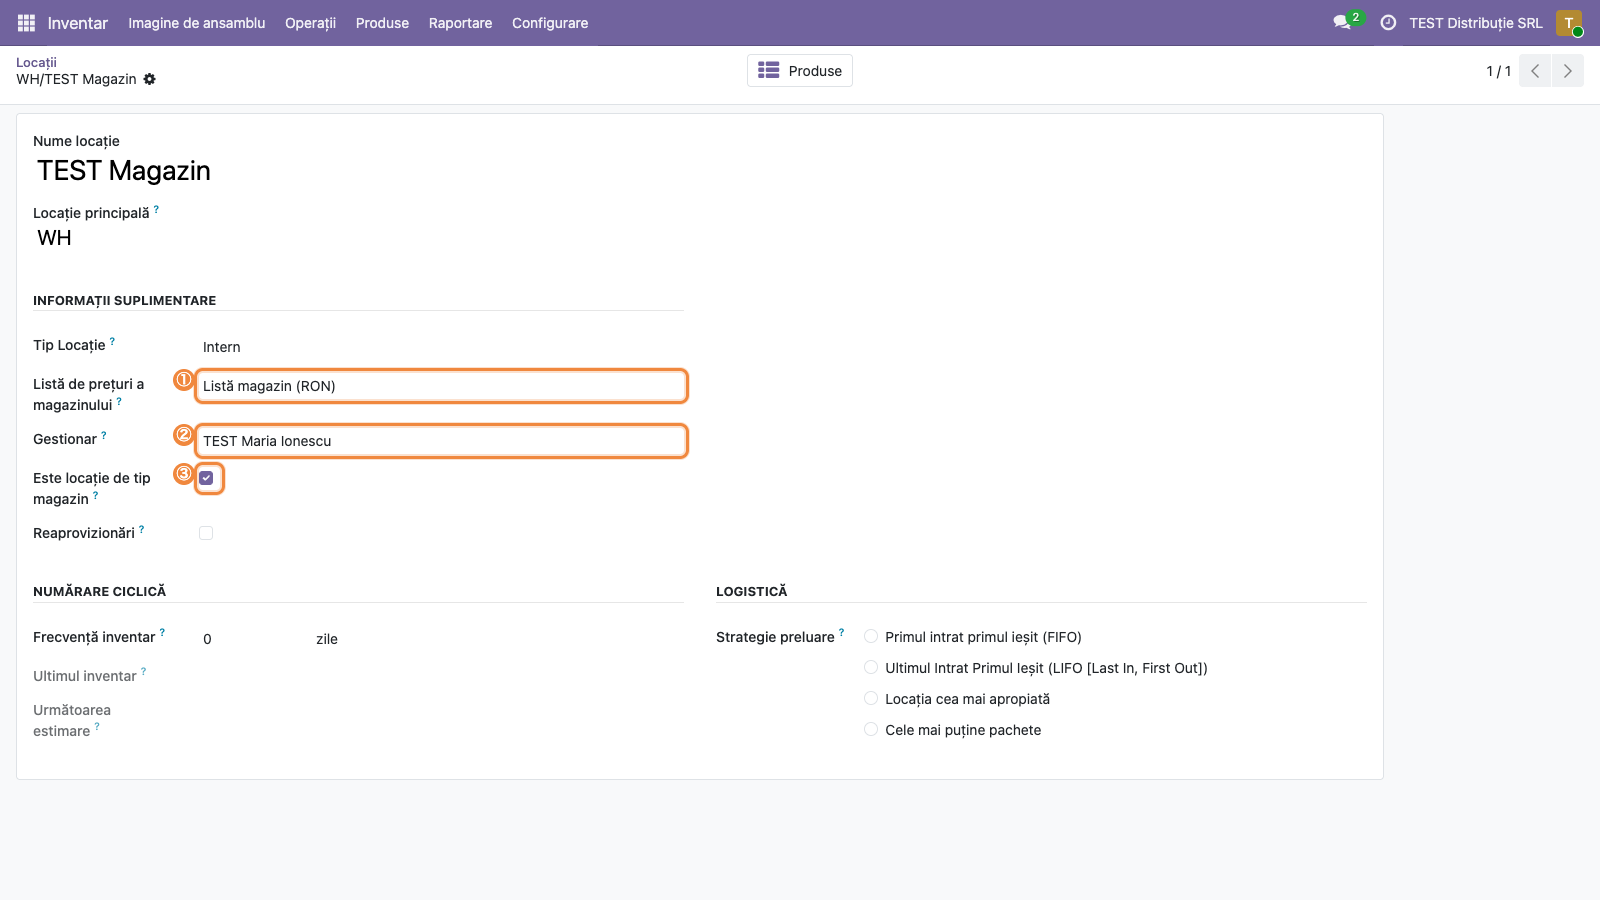 Inventar Imagine de ansamblu Operații Produse Raportare Configurare 2 TEST Distribuție SRL T
Locații
WH/TEST Magazin
Produse
1 / 1
Nume locație
TEST Magazin
Locație principală ?
WH
INFORMAȚII SUPLIMENTARE
Tip Locație ? Intern
Listă de prețuri a
magazinului ?
① Listă magazin (RON)
Gestionar ? ② TEST Maria Ionescu
Este locație de tip
magazin ?
③
Reaprovizionări ?
NUMĂRARE CICLICĂ
Frecvență inventar ? 0 zile
Ultimul inventar ?
Următoarea
estimare ?
LOGISTICĂ
Strategie preluare ? Primul intrat primul ieșit (FIFO)
Ultimul Intrat Primul Ieșit (LIFO [Last In, First Out])
Locația cea mai apropiată
Cele mai puține pachete